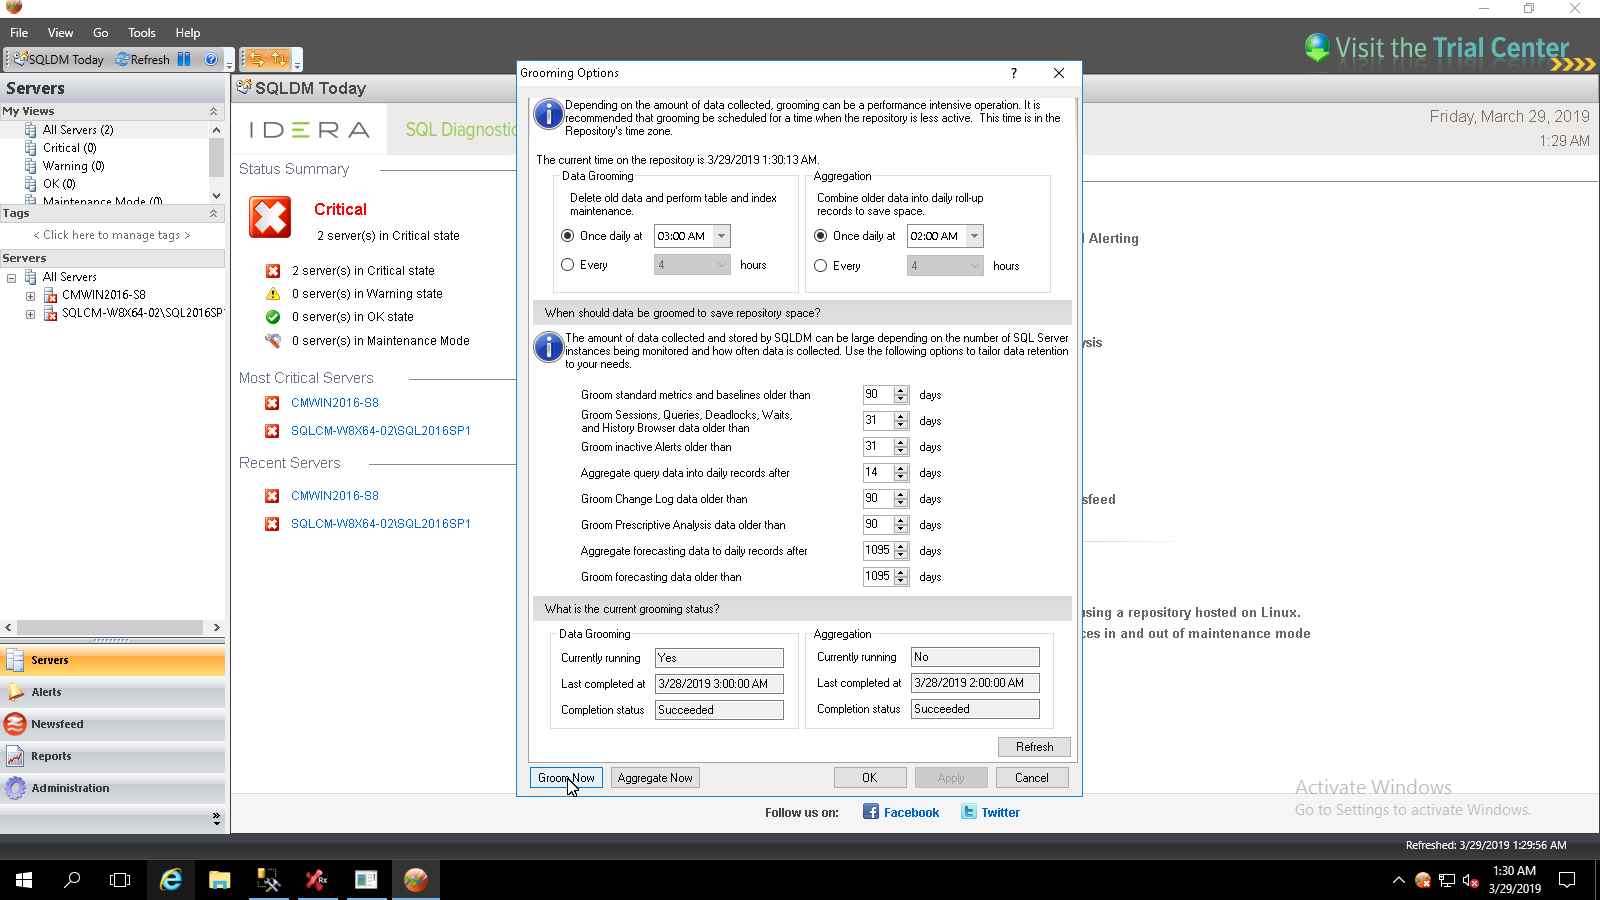 File
View
Go
Tools
Help
Visit the Trial Center
SQLDM Today
Refresh
Servers
My Views
All Servers (2)
Critical (0)
Warning (0)
OK (0)
Maintenance Mode (0)
Tags
< Click here to manage tags >
Servers
All Servers
CMWIN2016-S8
SQLCM-W8X64-02\SQL2016SP
Servers
Alerts
Newsfeed
Reports
Administration
SQLDM Today
IDERA
SQL Diagnostic
Friday, March 29, 2019
1:29 AM
Status Summary
Critical
2 server(s) in Critical state
2 server(s) in Critical state
0 server(s) in Warning state
0 server(s) in OK state
0 server(s) in Maintenance Mode
Most Critical Servers
CMWIN2016-S8
SQLCM-W8X64-02\SQL2016SP1
Recent Servers
CMWIN2016-S8
SQLCM-W8X64-02\SQL2016SP1
Grooming Options
?
Depending on the amount of data collected, grooming can be a performance intensive operation. It is
recommended that grooming be scheduled for a time when the repository is less active. This time is in the
Repository's time zone.
The current time on the repository is 3/29/2019 1:30:13 AM.
Data Grooming
Delete old data and perform table and index
maintenance.
Once daily at 03:00 AM
Every 4 hours
Aggregation
Combine older data into daily roll-up
records to save space.
Once daily at 02:00 AM
Every 4 hours
When should data be groomed to save repository space?
The amount of data collected and stored by SQLDM can be large depending on the number of SQL Server
instances being monitored and how often data is collected. Use the following options to tailor data retention
to your needs.
Groom standard metrics and baselines older than 90 days
Groom Sessions, Queries, Deadlocks, Waits,
and History Browser data older than 31 days
Groom inactive Alerts older than 31 days
Aggregate query data into daily records after 14 days
Groom Change Log data older than 90 days
Groom Prescriptive Analysis data older than 90 days
Aggregate forecasting data to daily records after 1095 days
Groom forecasting data older than 1095 days
What is the current grooming status?
Data Grooming
Currently running Yes
Last completed at 3/28/2019 3:00:00 AM
Completion status Succeeded
Aggregation
Currently running No
Last completed at 3/28/2019 2:00:00 AM
Completion status Succeeded
Refresh
Groom Now
Aggregate Now
OK
Apply
Cancel
Alerting
ysis
sfeed
using a repository hosted on Linux.
ces in and out of maintenance mode
Follow us on:
Facebook
Twitter
Activate Windows
Go to Settings to activate Windows.
Refreshed: 3/29/2019 1:29:56 AM
1:30 AM
3/29/2019